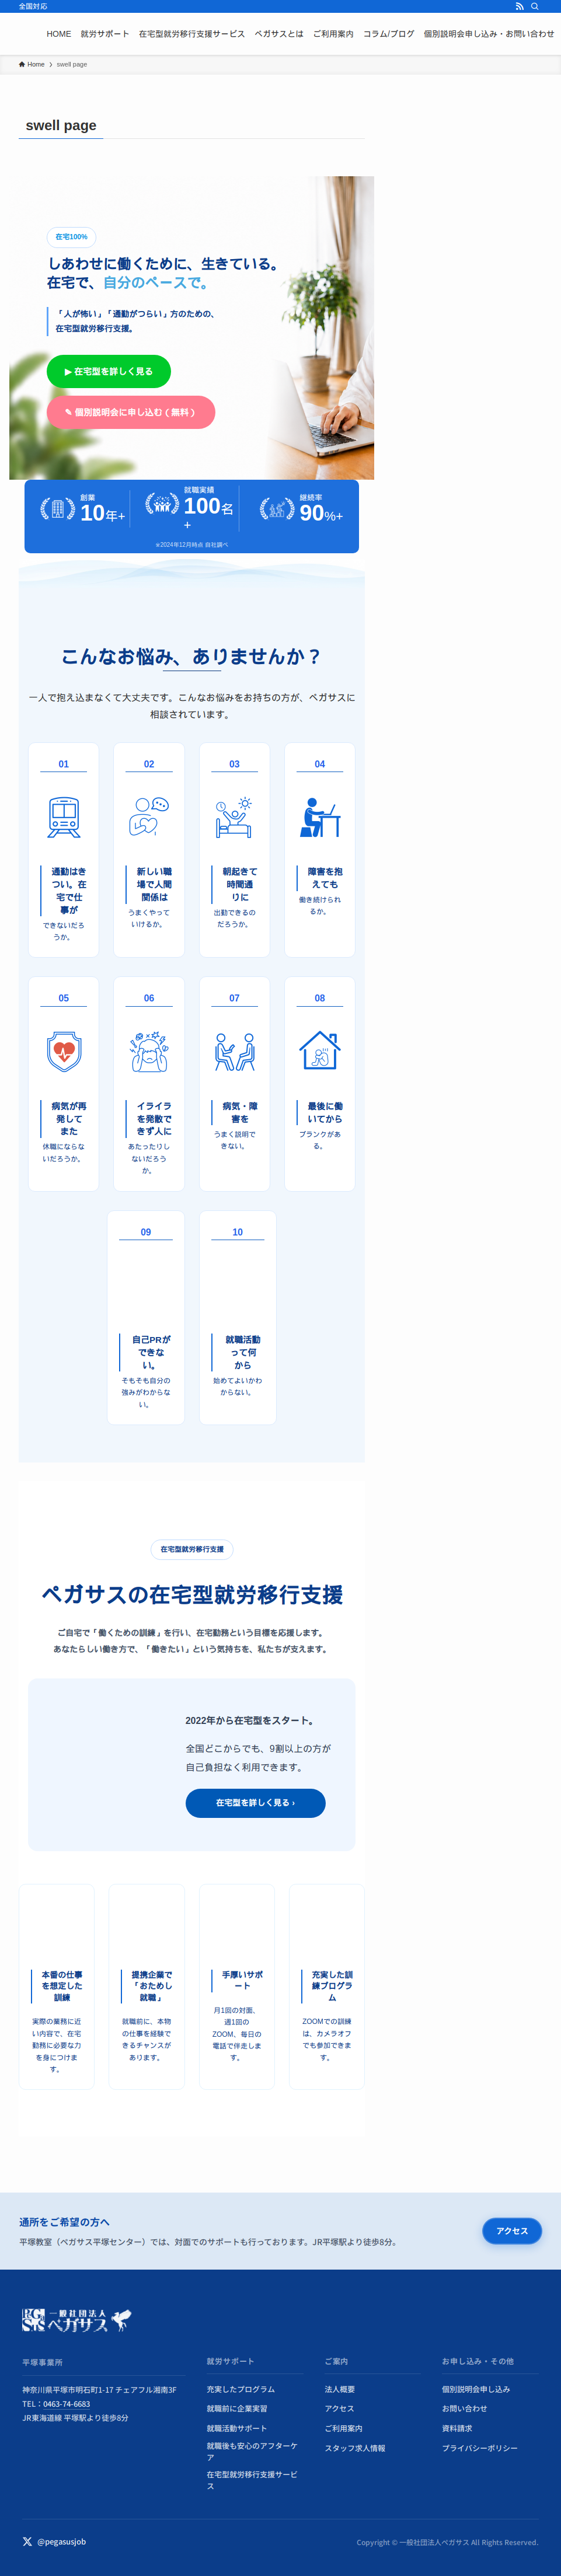 全国対応
HOME 就労サポート 在宅型就労移行支援サービス ペガサスとは ご利用案内 コラム/ブログ 個別説明会申し込み・お問い合わせ
Home swell page
swell page
在宅100%
しあわせに働くために、生きている。
在宅で、自分のペースで。
「人が怖い」「通勤がつらい」方のための、
在宅型就労移行支援。
▶ 在宅型を詳しく見る
✎ 個別説明会に申し込む（無料）
創業
10年+
就職実績
100名
+
継続率
90%+
※2024年12月時点 自社調べ
こんなお悩み、ありませんか？
一人で抱え込まなくて大丈夫です。こんなお悩みをお持ちの方が、ペガサスに
相談されています。
01
通勤はき
つい。在
宅で仕
事が
できないだろ
うか。
02
新しい職
場で人間
関係は
うまくやって
いけるか。
03
朝起きて
時間通
りに
出勤できるの
だろうか。
04
障害を抱
えても
働き続けられ
るか。
05
病気が再
発して
また
休職にならな
いだろうか。
06
イライラ
を発散で
きず人に
あたったりし
ないだろう
か。
07
病気・障
害を
うまく説明で
きない。
08
最後に働
いてから
ブランクがあ
る。
09
自己PRが
できな
い。
そもそも自分の
強みがわからな
い。
10
就職活動
って何
から
始めてよいかわ
からない。
在宅型就労移行支援
ペガサスの在宅型就労移行支援
ご自宅で「働くための訓練」を行い、在宅勤務という目標を応援します。
あなたらしい働き方で、「働きたい」という気持ちを、私たちが支えます。
2022年から在宅型をスタート。
全国どこからでも、9割以上の方が
自己負担なく利用できます。
在宅型を詳しく見る ›
本番の仕事
を想定した
訓練
実際の業務に近
い内容で、在宅
勤務に必要な力
を身につけま
す。
提携企業で
「おためし
就職」
就職前に、本物
の仕事を経験で
きるチャンスが
あります。
手厚いサポ
ート
月1回の対面、
週1回の
ZOOM、毎日の
電話で伴走しま
す。
充実した訓
練プログラ
ム
ZOOMでの訓練
は、カメラオフ
でも参加できま
す。
通所をご希望の方へ
平塚教室（ペガサス平塚センター）では、対面でのサポートも行っております。JR平塚駅より徒歩8分。
アクセス
一般社団法人
ペガサス
平塚事業所
神奈川県平塚市明石町1-17 チェアフル湘南3F
TEL：0463-74-6683
JR東海道線 平塚駅より徒歩8分
就労サポート
充実したプログラム
就職前に企業実習
就職活動サポート
就職後も安心のアフターケ
ア
在宅型就労移行支援サービ
ス
ご案内
法人概要
アクセス
ご利用案内
スタッフ求人情報
お申し込み・その他
個別説明会申し込み
お問い合わせ
資料請求
プライバシーポリシー
@pegasusjob
Copyright © 一般社団法人ペガサス All Rights Reserved.